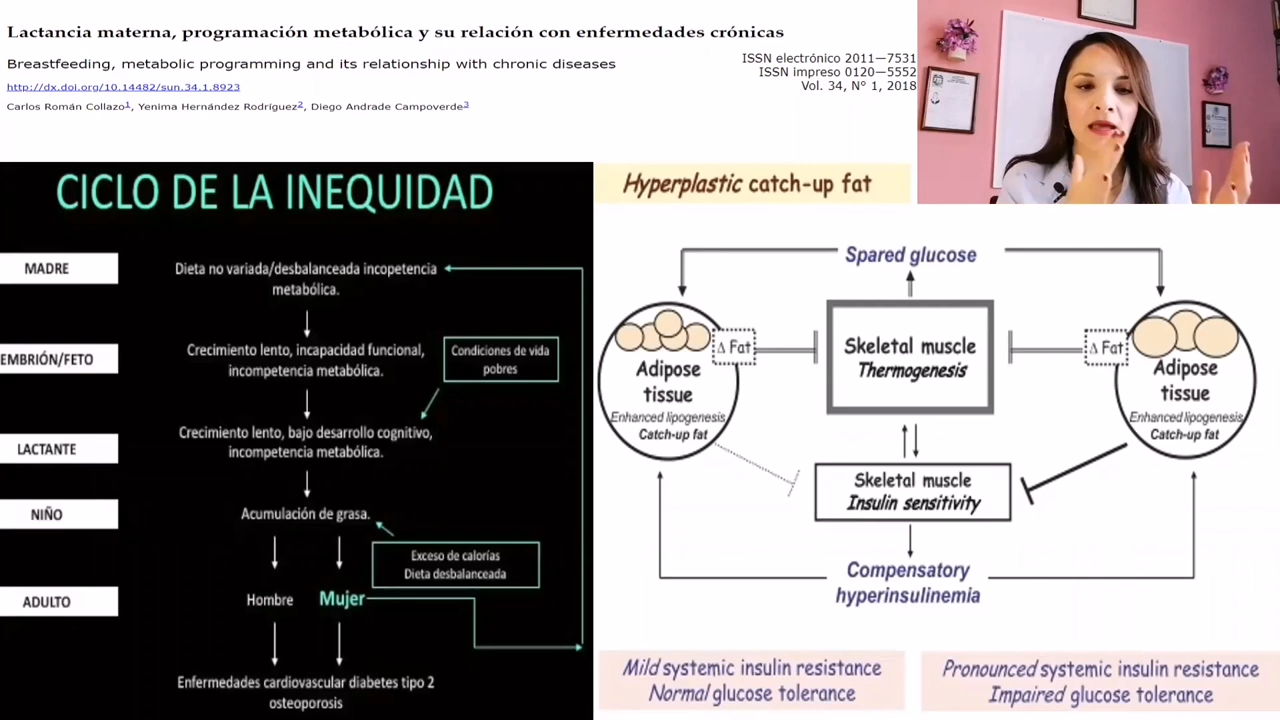 Lactancia materna, programación metabólica y su relación con enfermedades crónicas
Breastfeeding, metabolic programming and its relationship with chronic diseases
http://dx.doi.org/10.14482/sun.34.1.8923
Carlos Román Collazo1, Yenima Hernández Rodríguez2, Diego Andrade Campoverde3
ISSN electrónico 2011—7531
ISSN impreso 0120—5552
Vol. 34, N° 1, 2018
CICLO DE LA INEQUIDAD
MADRE
Dieta no variada/desbalanceada incopetencia
metabólica.
EMBRIÓN/FETO
Crecimiento lento, incapacidad funcional,
incompetencia metabólica.
Condiciones de vida
pobres
LACTANTE
Crecimiento lento, bajo desarrollo cognitivo,
incompetencia metabólica.
NIÑO
Acumulación de grasa.
Exceso de calorías
Dieta desbalanceada
ADULTO
Hombre
Mujer
Enfermedades cardiovascular diabetes tipo 2
osteoporosis
Hyperplastic catch-up fat
Spared glucose
Δ Fat
Adipose
tissue
Enhanced lipogenesis
Catch-up fat
Skeletal muscle
Thermogenesis
Δ Fat
Adipose
tissue
Enhanced lipogenesis
Catch-up fat
Skeletal muscle
Insulin sensitivity
Compensatory
hyperinsulinemia
Mild systemic insulin resistance
Normal glucose tolerance
Pronounced systemic insulin resistance
Impaired glucose tolerance